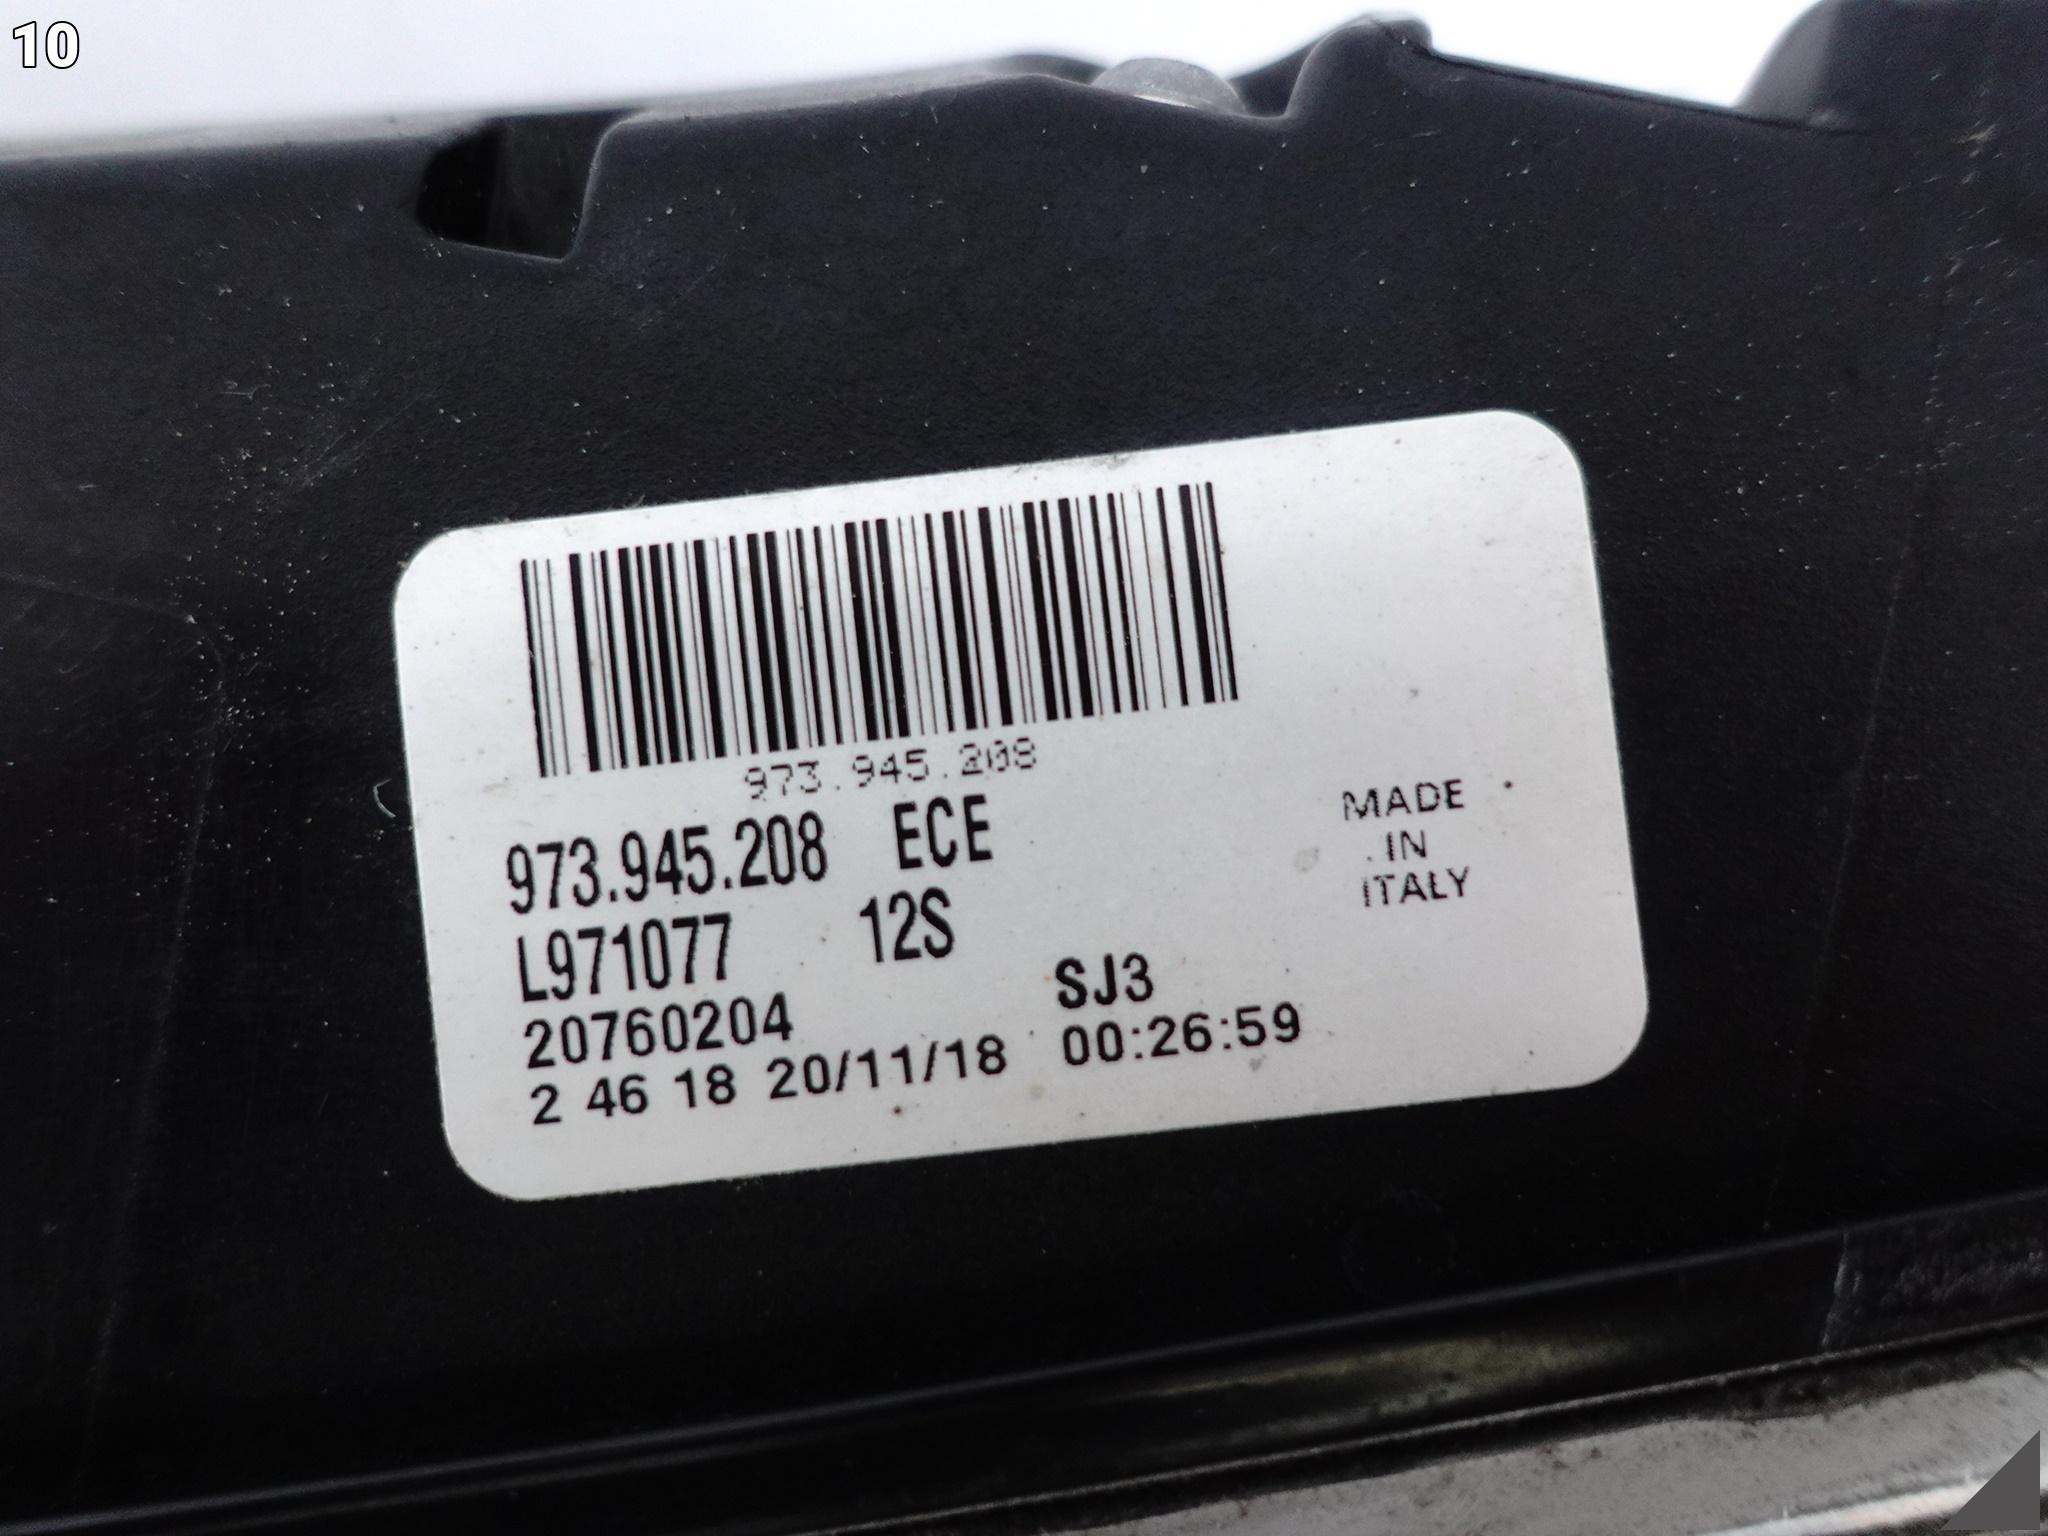 10
973.945.208
973.945.208 ECE
L971077 12S
20760204 SJ3
2 46 18 20/11/18 00:26:59
MADE
IN
ITALY